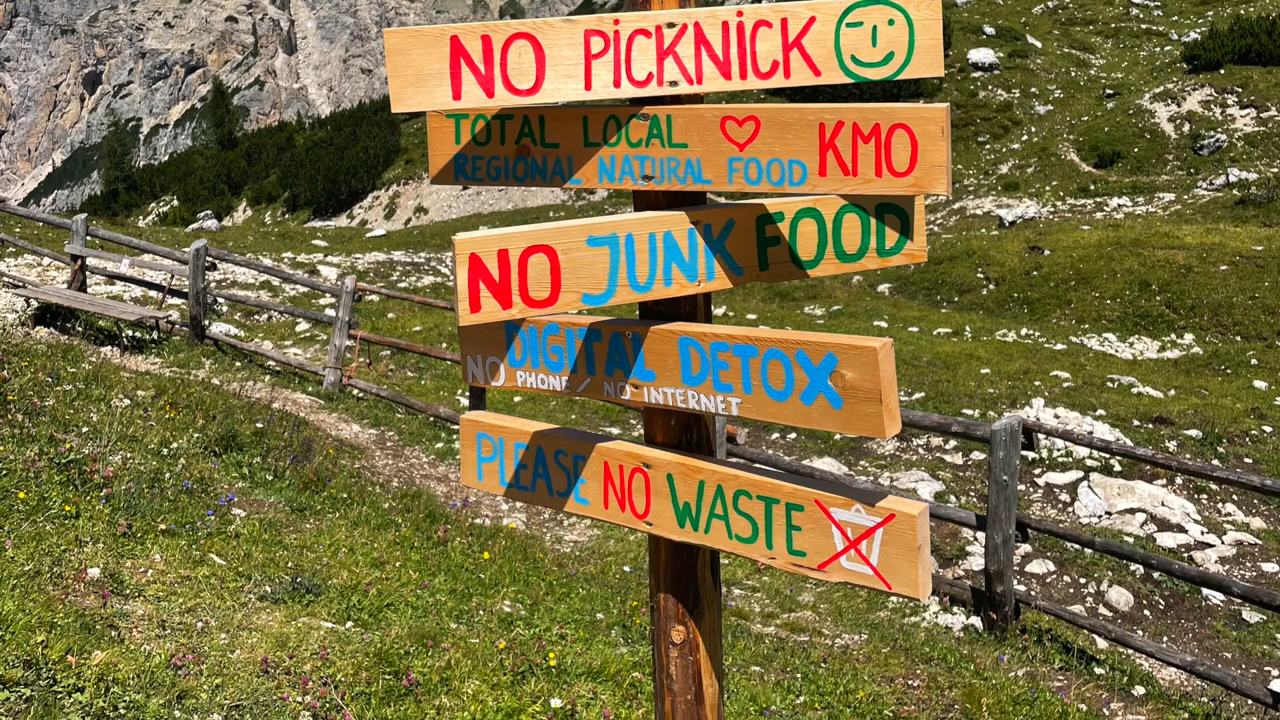 NO PiCKNiCK
TOTAL LOCAL KMO
REGIONAL NATURAL FOOD
NO JUNK FOOD
DIGITAL DETOX
NO PHONE / NO INTERNET
PLEASE NO WASTE